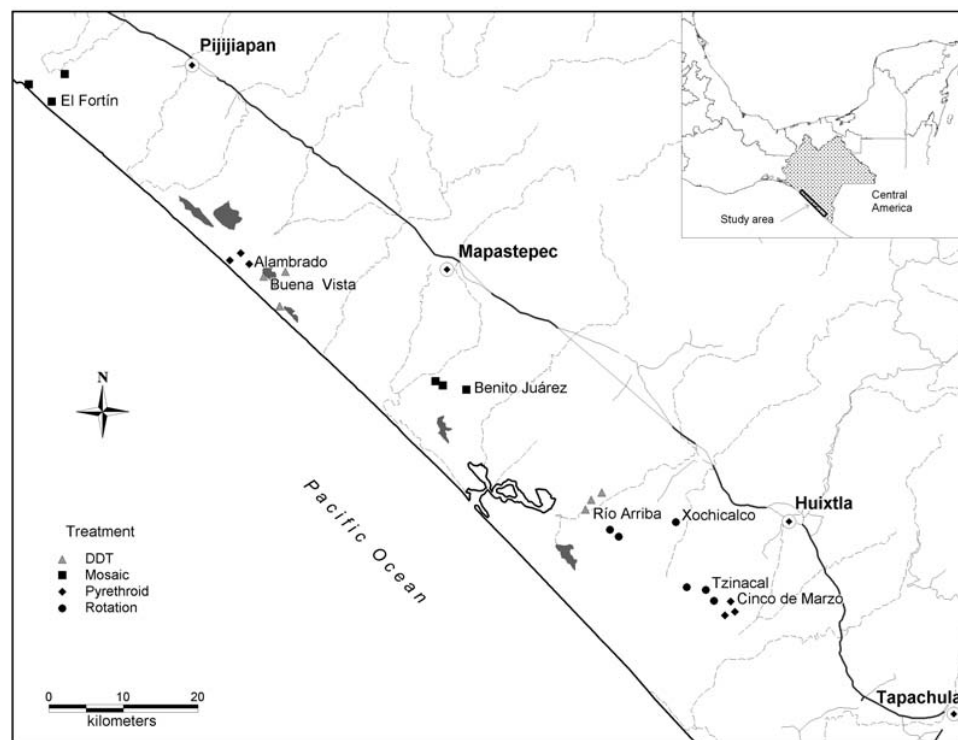 Pijijiapan
El Fortín
Central
America
Study area
Mapastepec
Alambrado
Buena Vista
Benito Juárez
N
Pacific Ocean
Río Arriba
Xochicalco
Huixtla
Tzinacal
Cinco de Marzo
Tapachula
Treatment
DDT
Mosaic
Pyrethroid
Rotation
0 10 20
kilometers